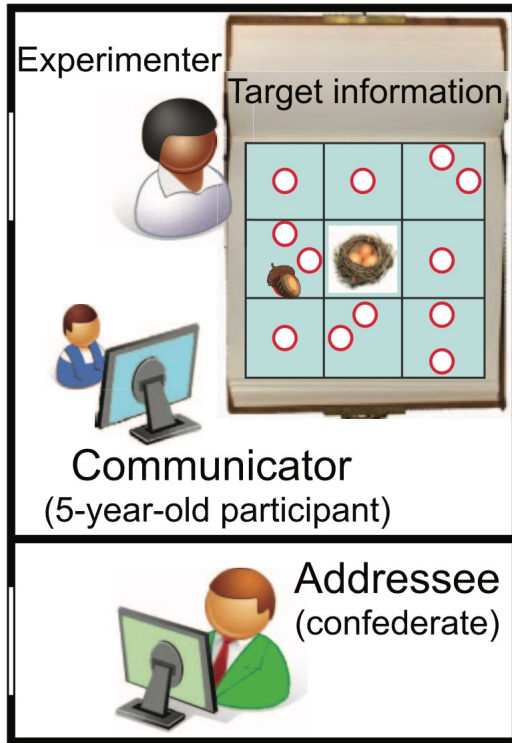 Experimenter
Target information
Communicator
(5-year-old participant)
Addressee
(confederate)